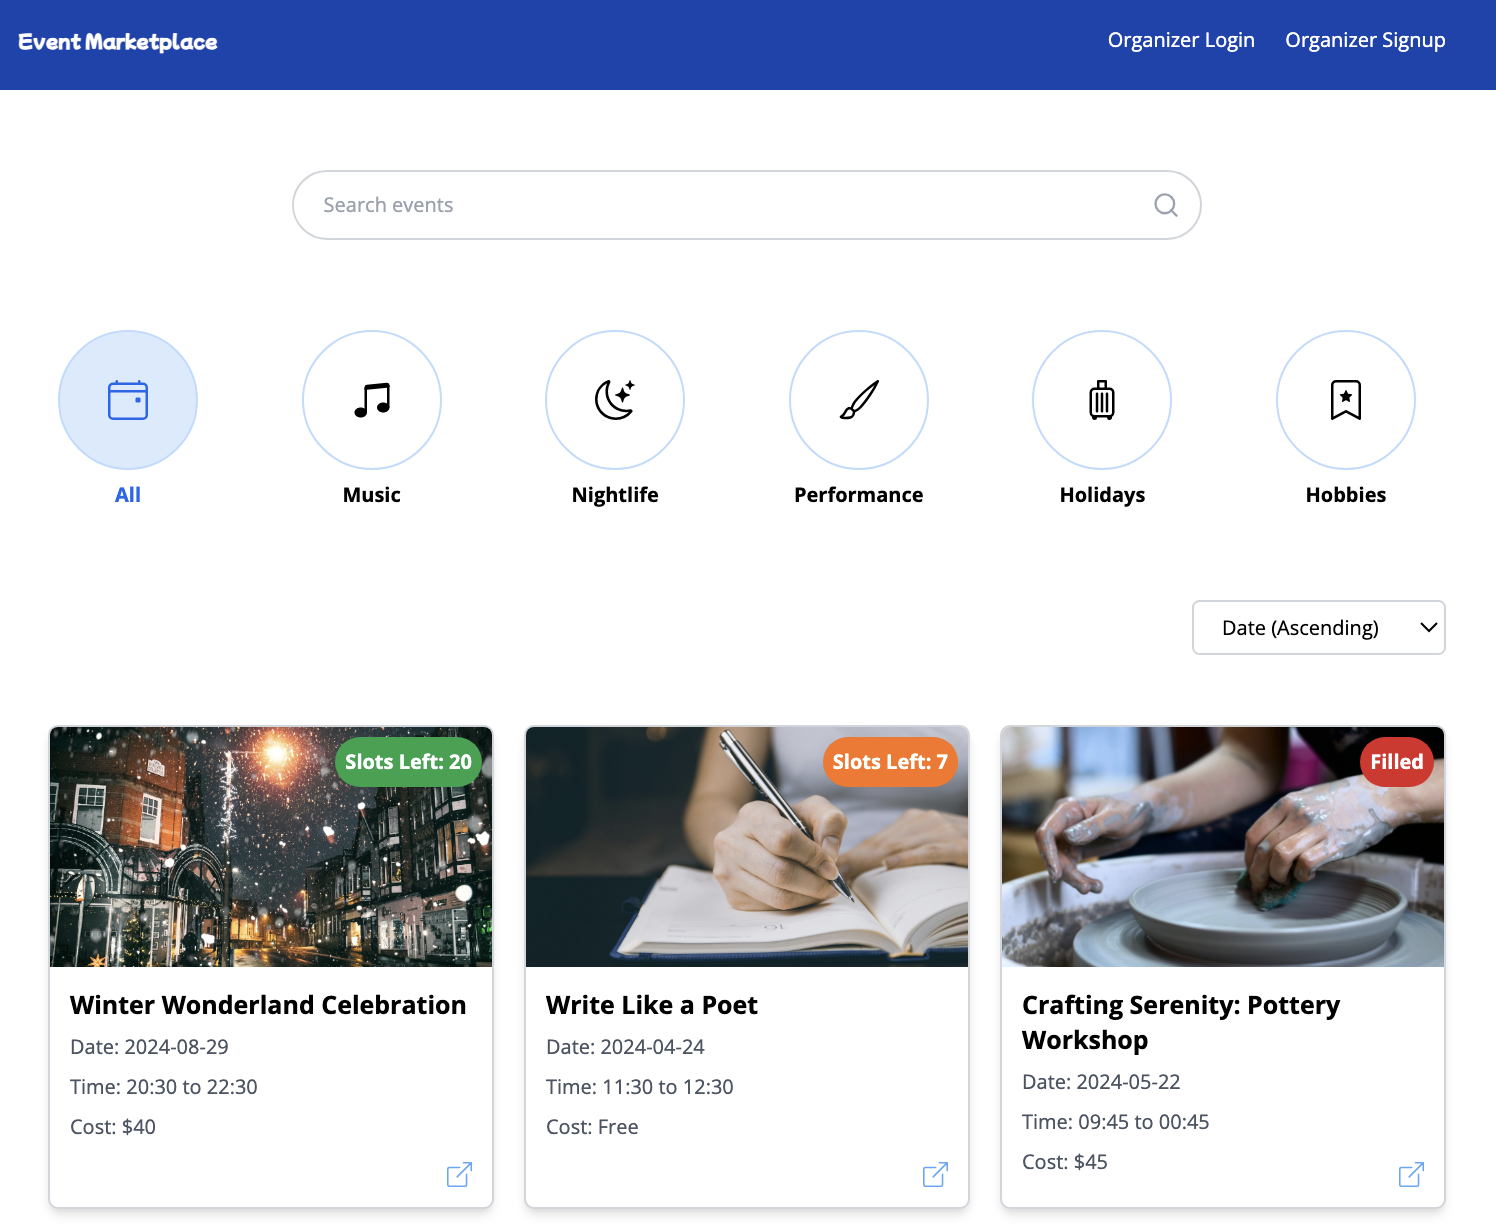 Event Marketplace
Organizer Login
Organizer Signup
Search events
All
Music
Nightlife
Performance
Holidays
Hobbies
Date (Ascending)
Slots Left: 20
Winter Wonderland Celebration
Date: 2024-08-29
Time: 20:30 to 22:30
Cost: $40
Slots Left: 7
Write Like a Poet
Date: 2024-04-24
Time: 11:30 to 12:30
Cost: Free
Filled
Crafting Serenity: Pottery
Workshop
Date: 2024-05-22
Time: 09:45 to 00:45
Cost: $45